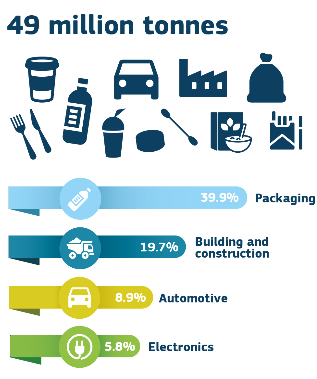 49 million tonnes
39.9% Packaging
19.7% Building and
construction
8.9% Automotive
5.8% Electronics